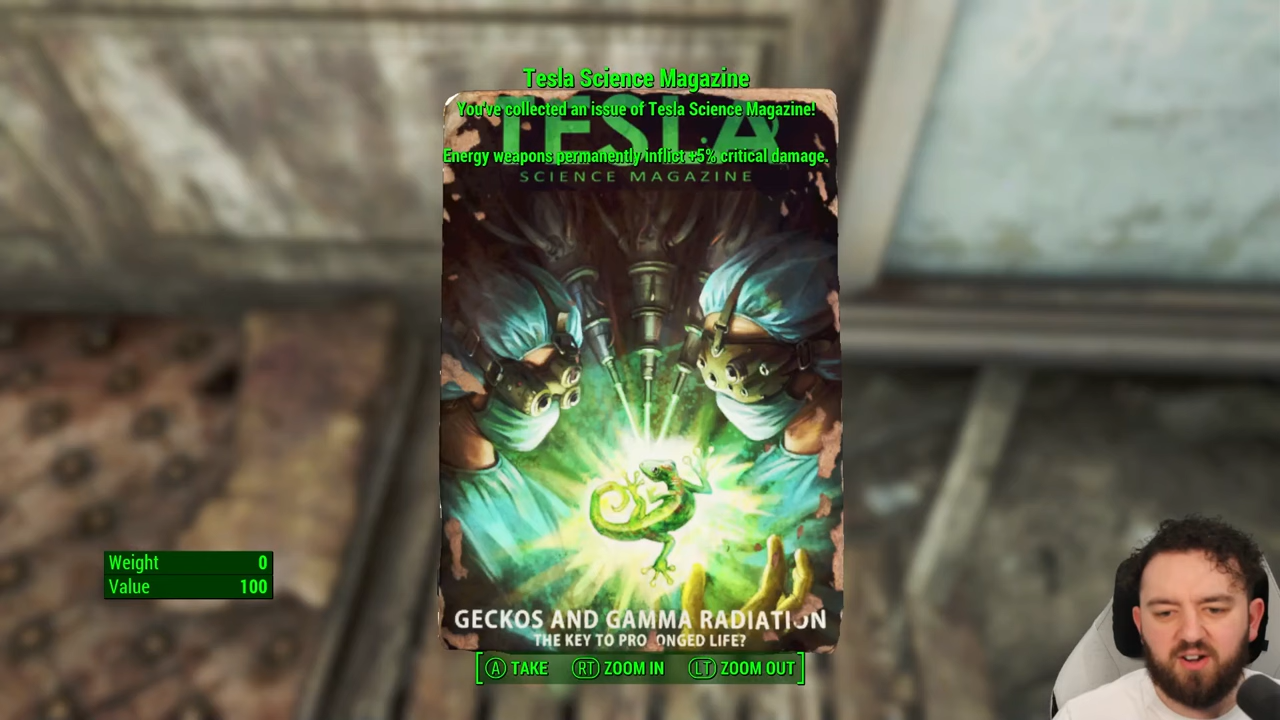 Tesla Science Magazine
You've collected an issue of Tesla Science Magazine!
TESLA
Energy weapons permanently inflict +5% critical damage.
SCIENCE MAGAZINE
Weight 0
Value 100
GECKOS AND GAMMA RADIATION
THE KEY TO PRO ONGED LIFE?
[A TAKE RT ZOOM IN LT ZOOM OUT]